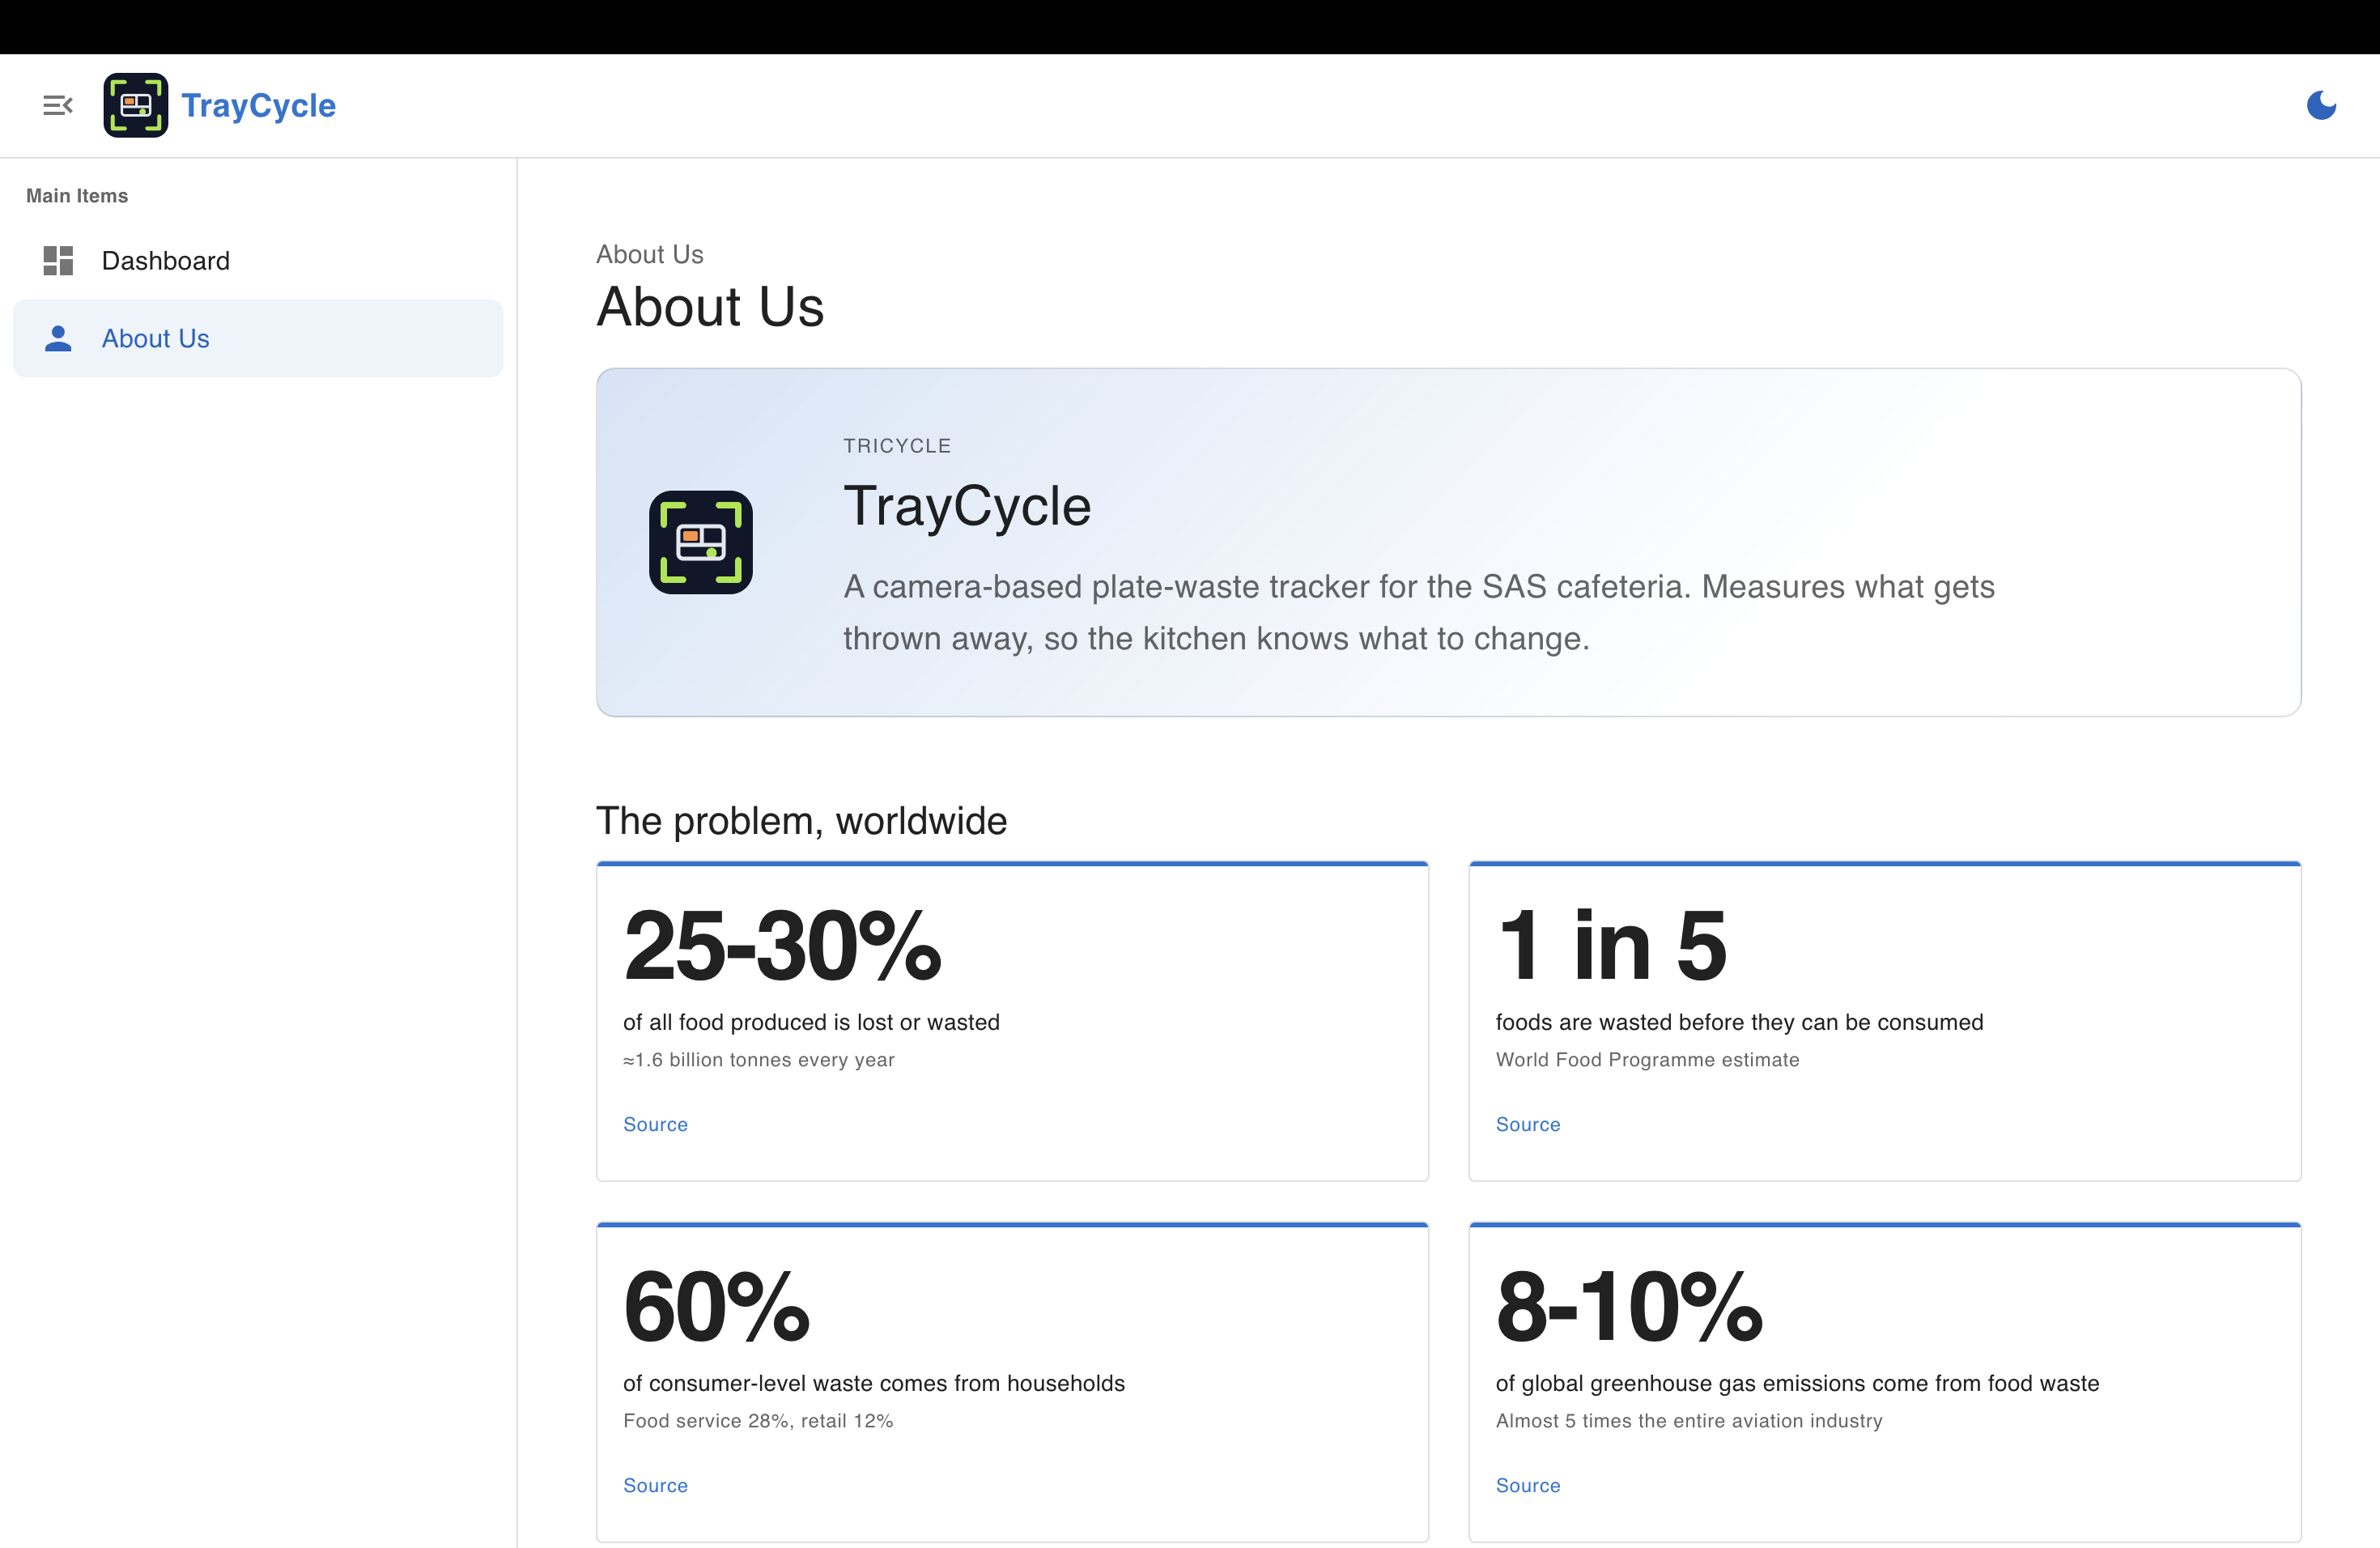 TrayCycle
Main Items
Dashboard
About Us
About Us
About Us
TRICYCLE
TrayCycle
A camera-based plate-waste tracker for the SAS cafeteria. Measures what gets
thrown away, so the kitchen knows what to change.
The problem, worldwide
25-30%
of all food produced is lost or wasted
≈1.6 billion tonnes every year
Source
1 in 5
foods are wasted before they can be consumed
World Food Programme estimate
Source
60%
of consumer-level waste comes from households
Food service 28%, retail 12%
Source
8-10%
of global greenhouse gas emissions come from food waste
Almost 5 times the entire aviation industry
Source